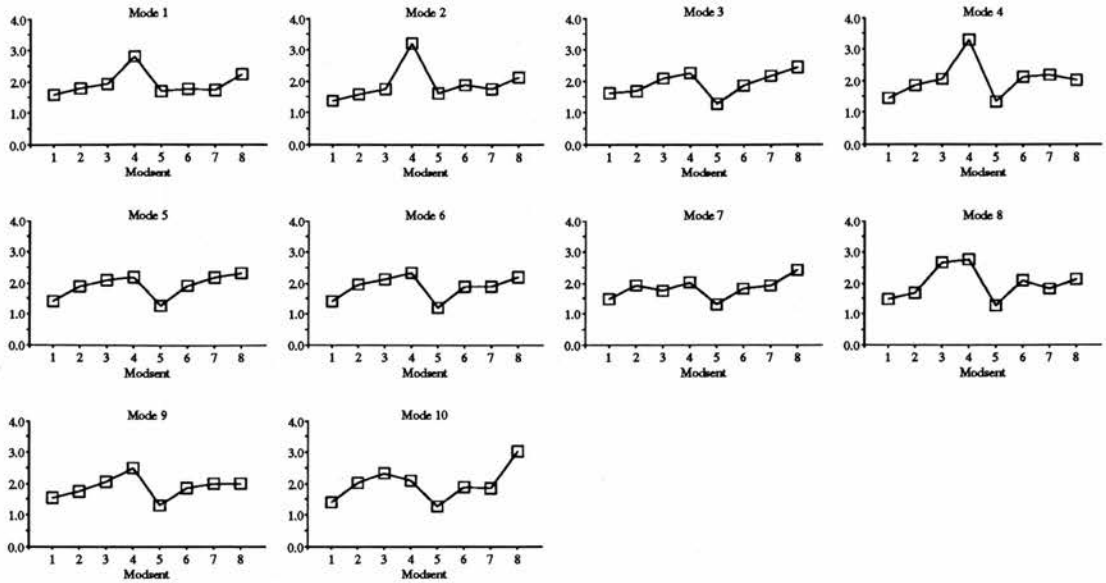 Mode 1 Mode 2 Mode 3 Mode 4
4.0 4.0 4.0 4.0
3.0 3.0 3.0 3.0
2.0 2.0 2.0 2.0
1.0 1.0 1.0 1.0
0.0 0.0 0.0 0.0
1 2 3 4 5 6 7 8 1 2 3 4 5 6 7 8 1 2 3 4 5 6 7 8 1 2 3 4 5 6 7 8
Modsent Modsent Modsent Modsent
Mode 5 Mode 6 Mode 7 Mode 8
4.0 4.0 4.0 4.0
3.0 3.0 3.0 3.0
2.0 2.0 2.0 2.0
1.0 1.0 1.0 1.0
0.0 0.0 0.0 0.0
1 2 3 4 5 6 7 8 1 2 3 4 5 6 7 8 1 2 3 4 5 6 7 8 1 2 3 4 5 6 7 8
Modsent Modsent Modsent Modsent
Mode 9 Mode 10
4.0 4.0
3.0 3.0
2.0 2.0
1.0 1.0
0.0 0.0
1 2 3 4 5 6 7 8 1 2 3 4 5 6 7 8
Modsent Modsent